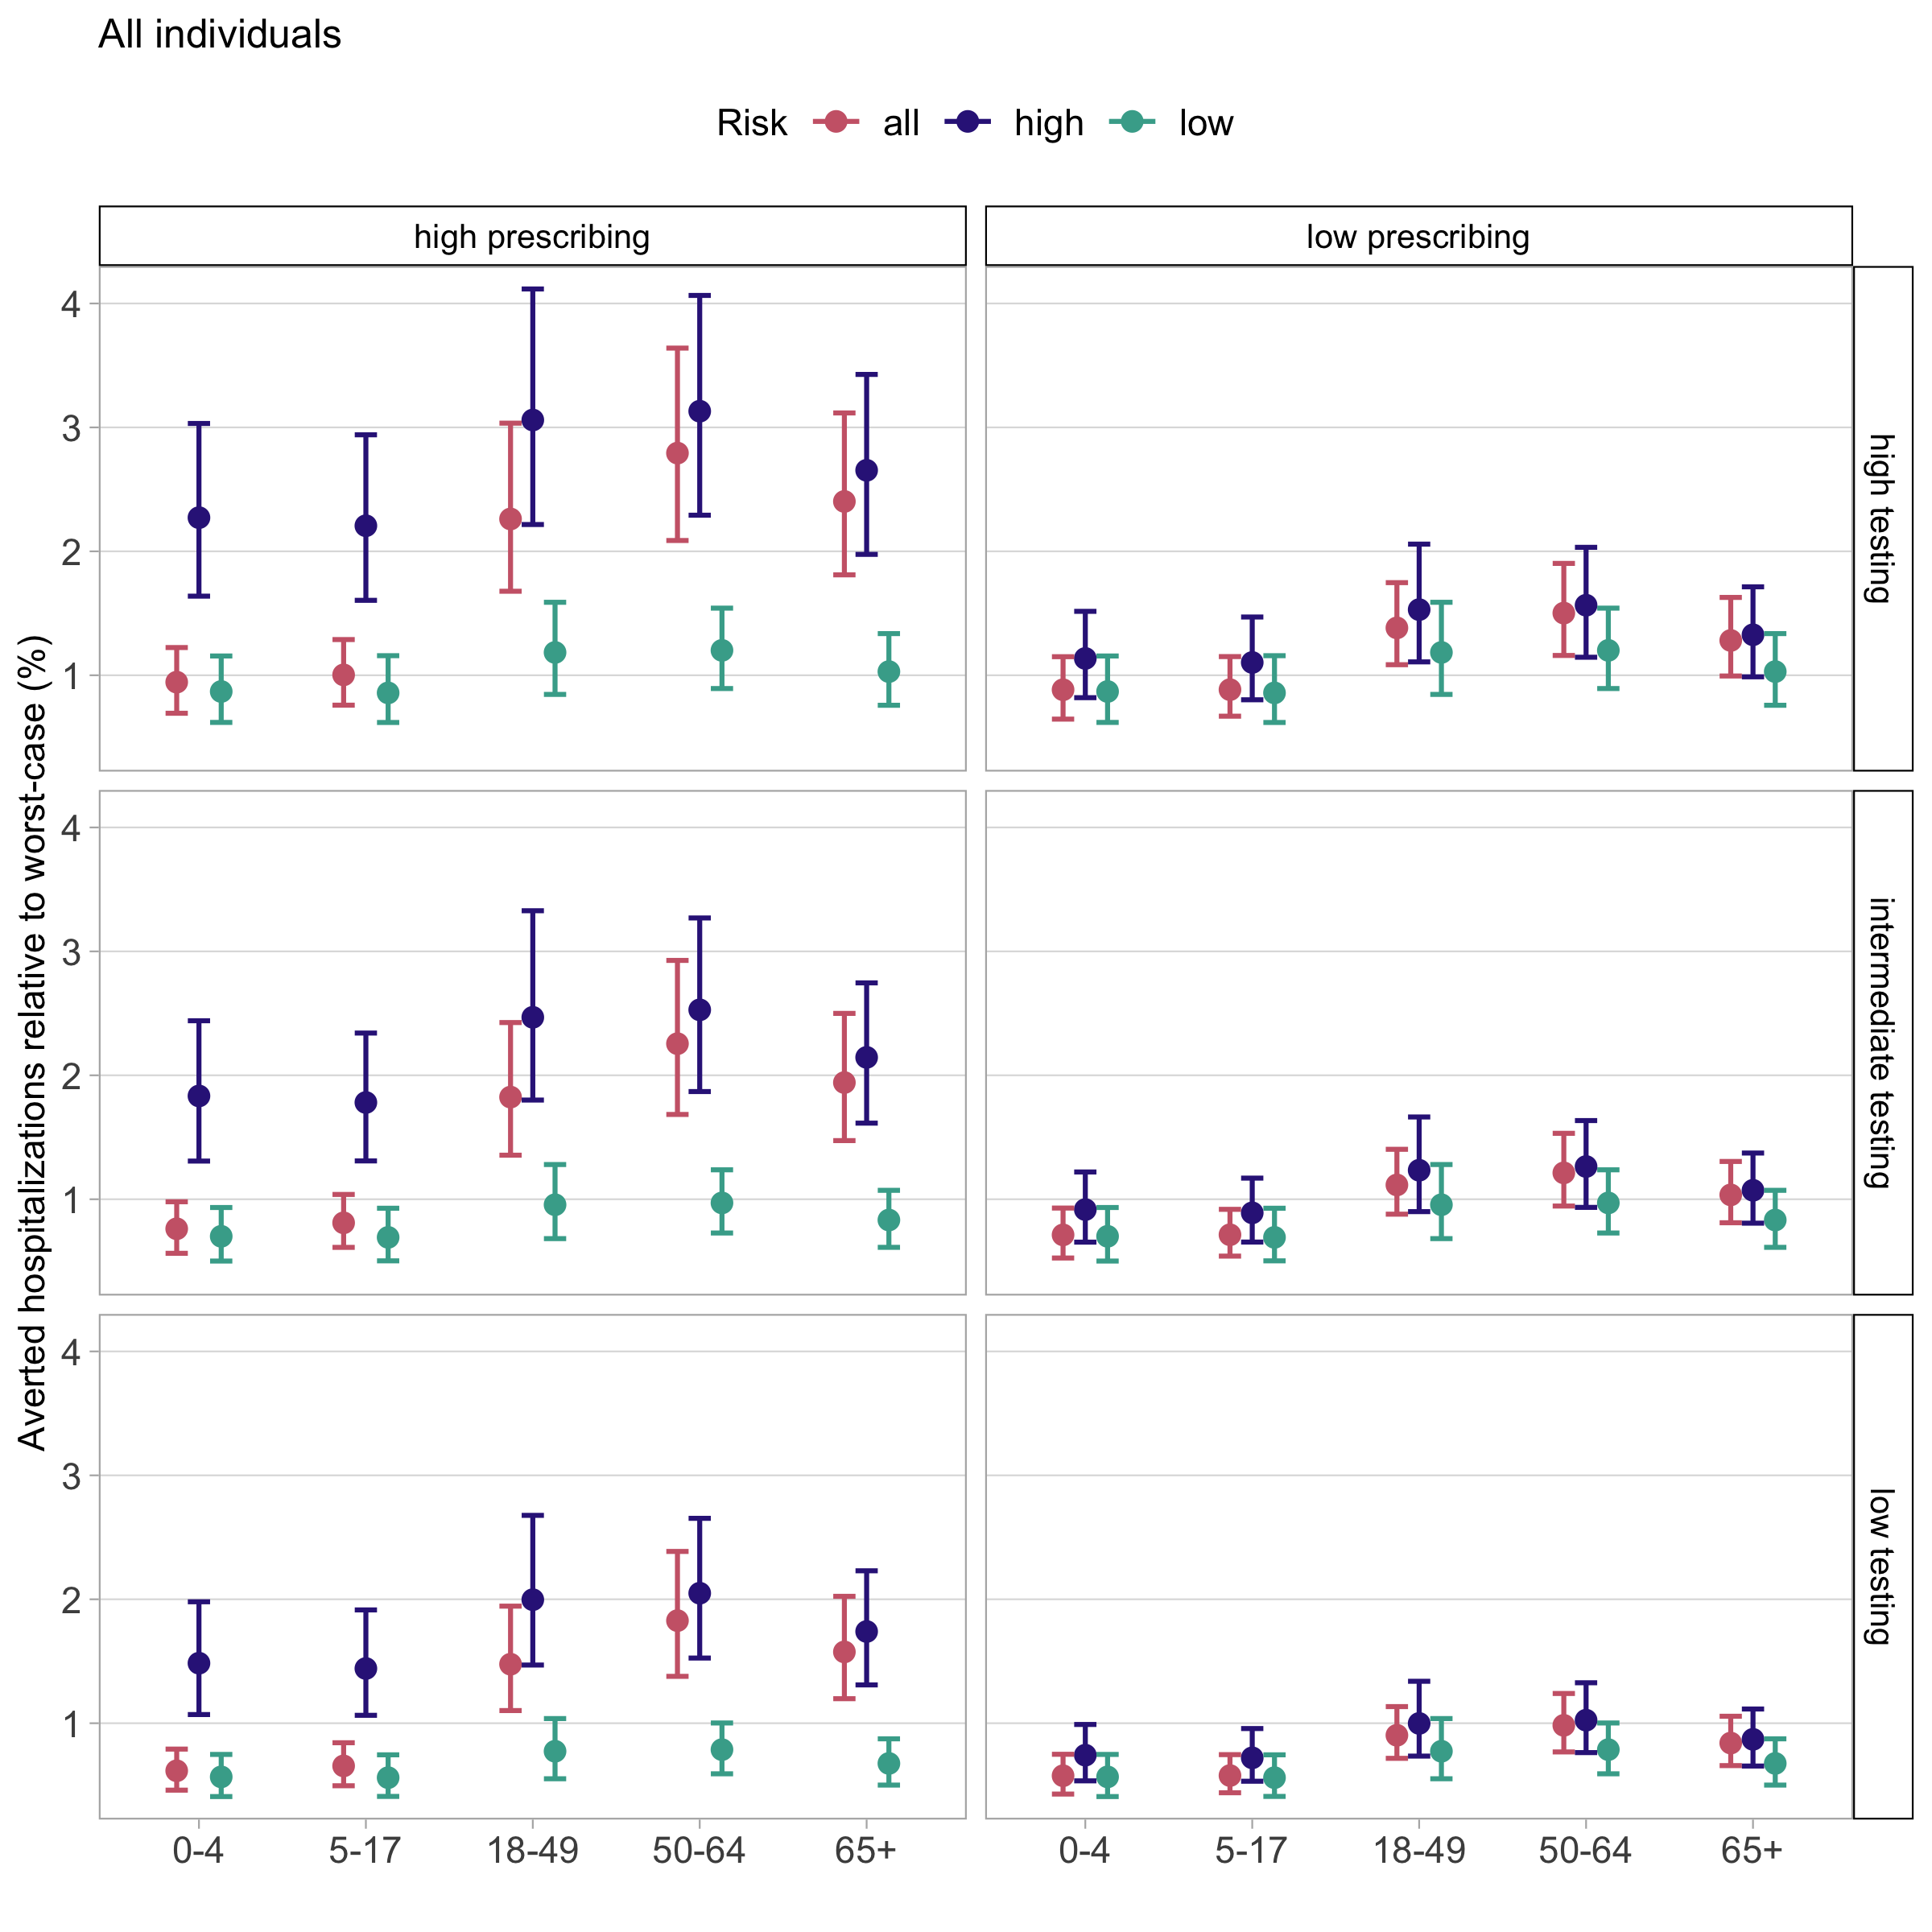 All individuals
Risk all high low
high prescribing
low prescribing
Averted hospitalizations relative to worst-case (%)
4
3
2
1
high testing
4
3
2
1
intermediate testing
4
3
2
1
low testing
0-4 5-17 18-49 50-64 65+
0-4 5-17 18-49 50-64 65+